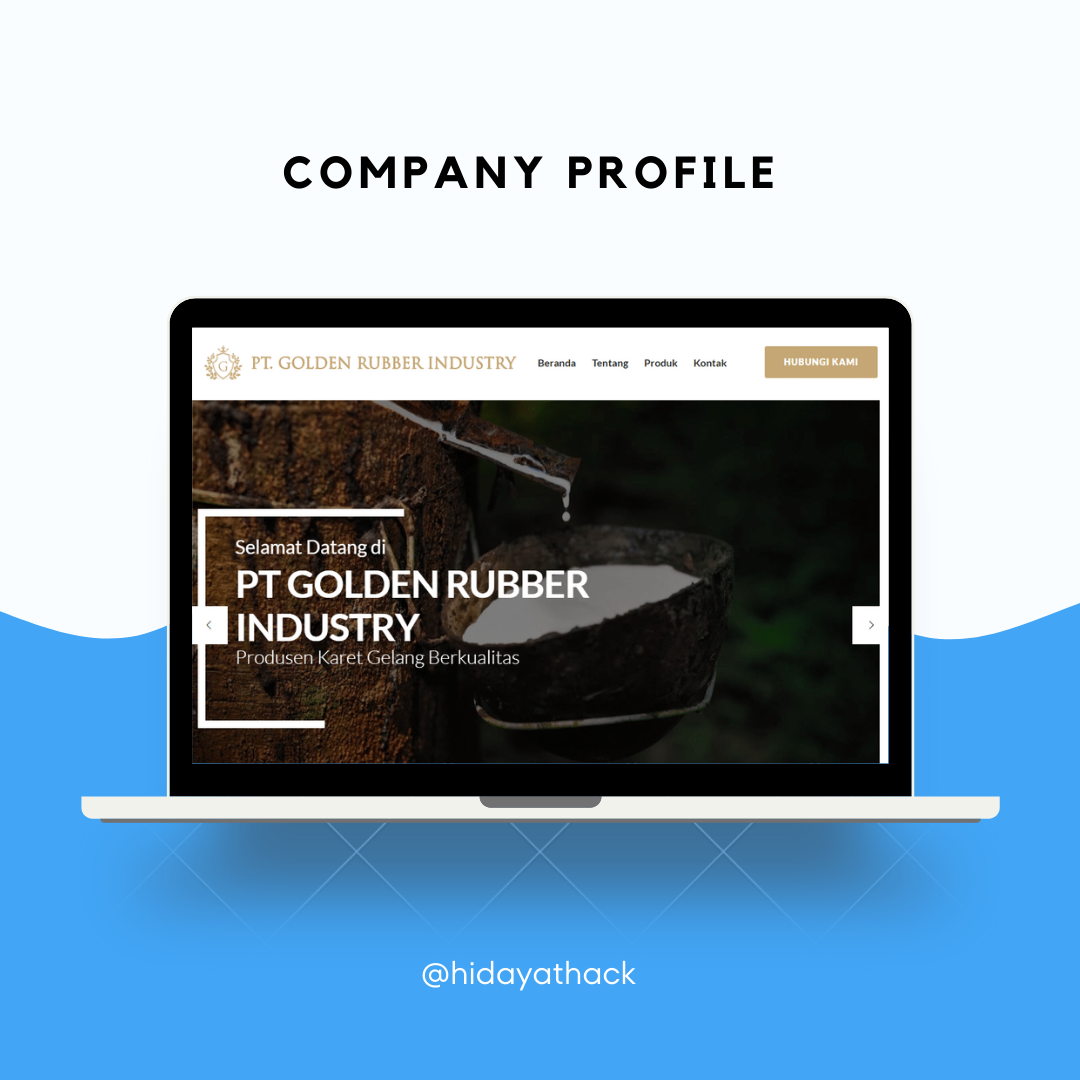 COMPANY PROFILE
G
PT. GOLDEN RUBBER INDUSTRY
Beranda Tentang Produk Kontak
HUBUNGI KAMI
Selamat Datang di
PT GOLDEN RUBBER
INDUSTRY
Produsen Karet Gelang Berkualitas
@hidayathack